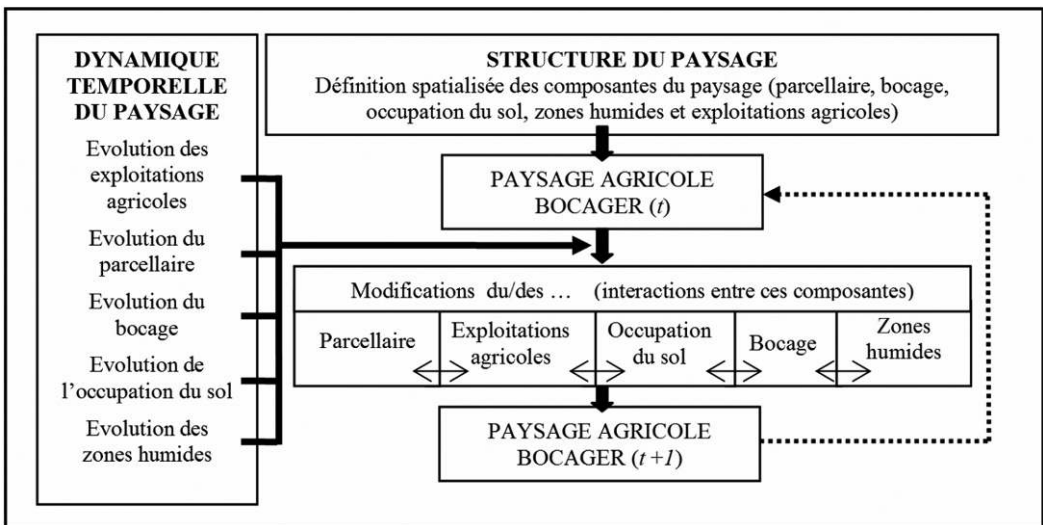 DYNAMIQUE
TEMPORELLE
DU PAYSAGE
Evolution des
exploitations
agricoles
Evolution du
parcellaire
Evolution du
bocage
Evolution de
l'occupation du sol
Evolution des
zones humides
STRUCTURE DU PAYSAGE
Définition spatialisée des composantes du paysage (parcellaire, bocage,
occupation du sol, zones humides et exploitations agricoles)
PAYSAGE AGRICOLE
BOCAGER (t)
Modifications du/des … (interactions entre ces composantes)
Parcellaire
Exploitations
agricoles
Occupation
du sol
Bocage
Zones
humides
PAYSAGE AGRICOLE
BOCAGER (t +1)